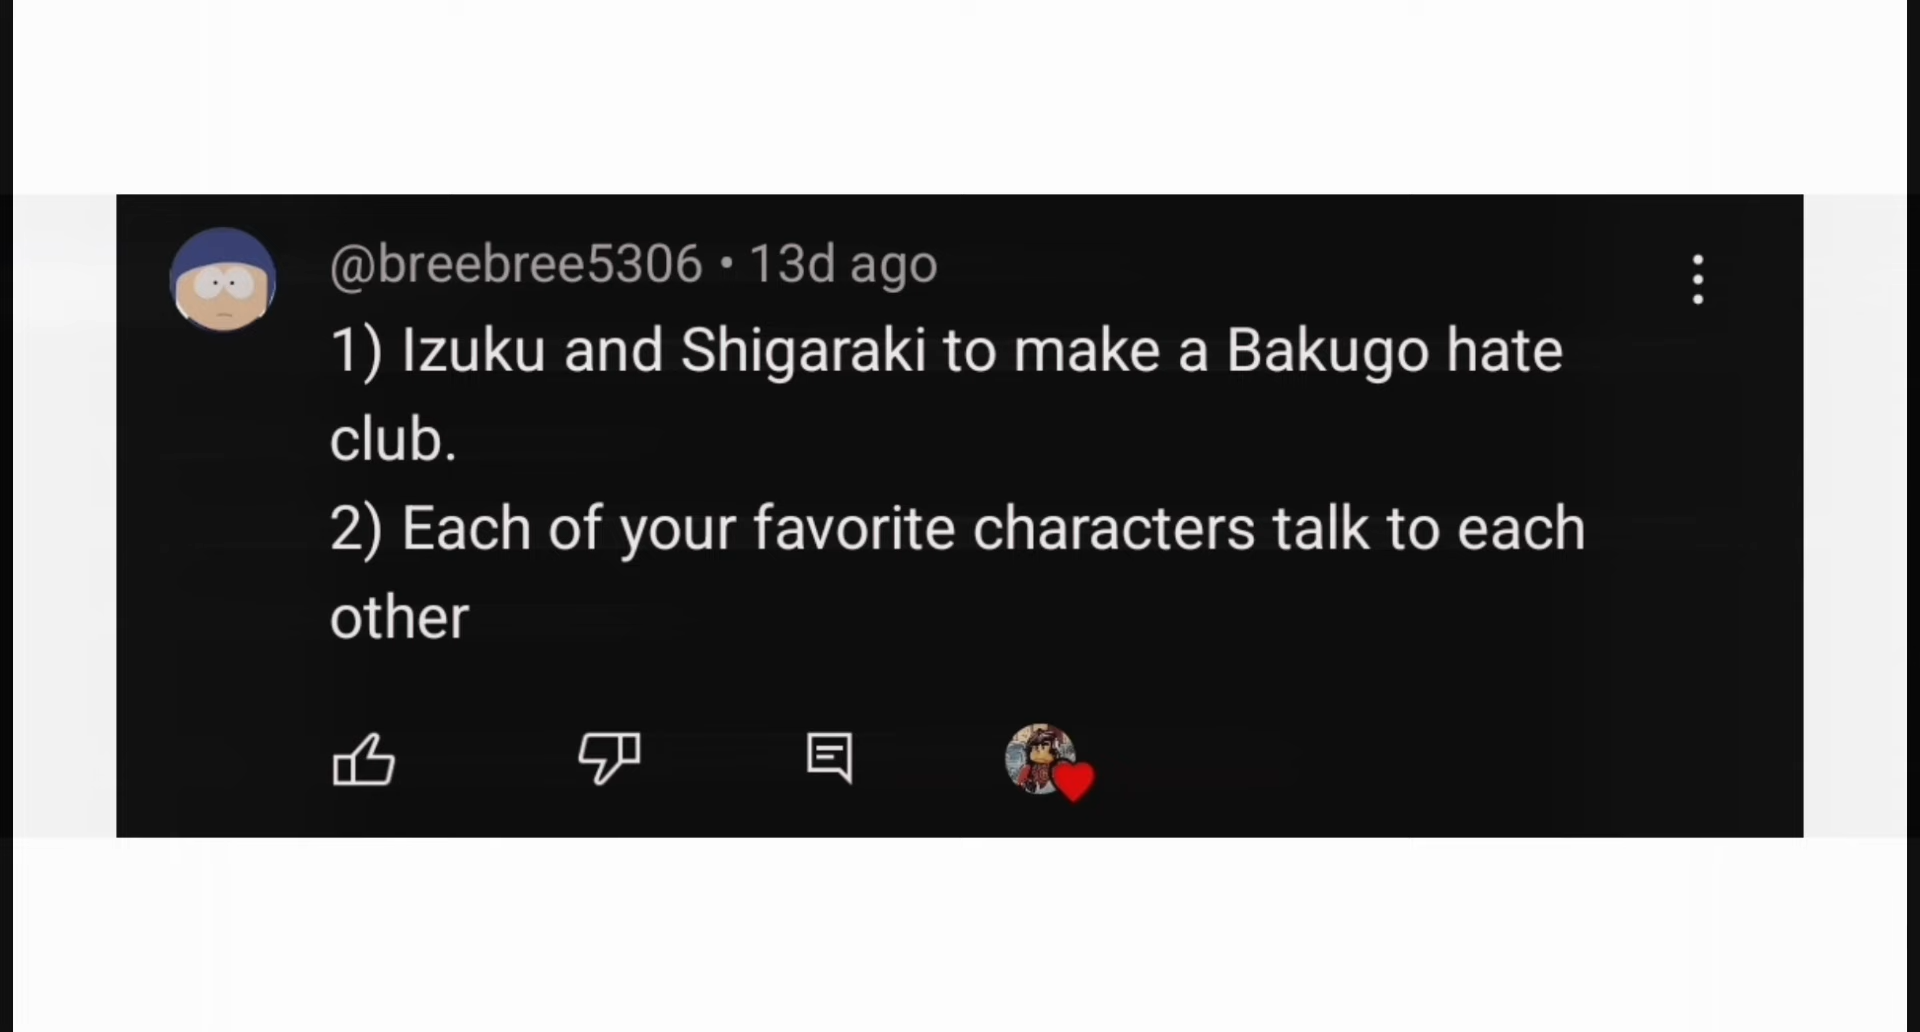 @breebree5306 • 13d ago
1) Izuku and Shigaraki to make a Bakugo hate
club.
2) Each of your favorite characters talk to each
other